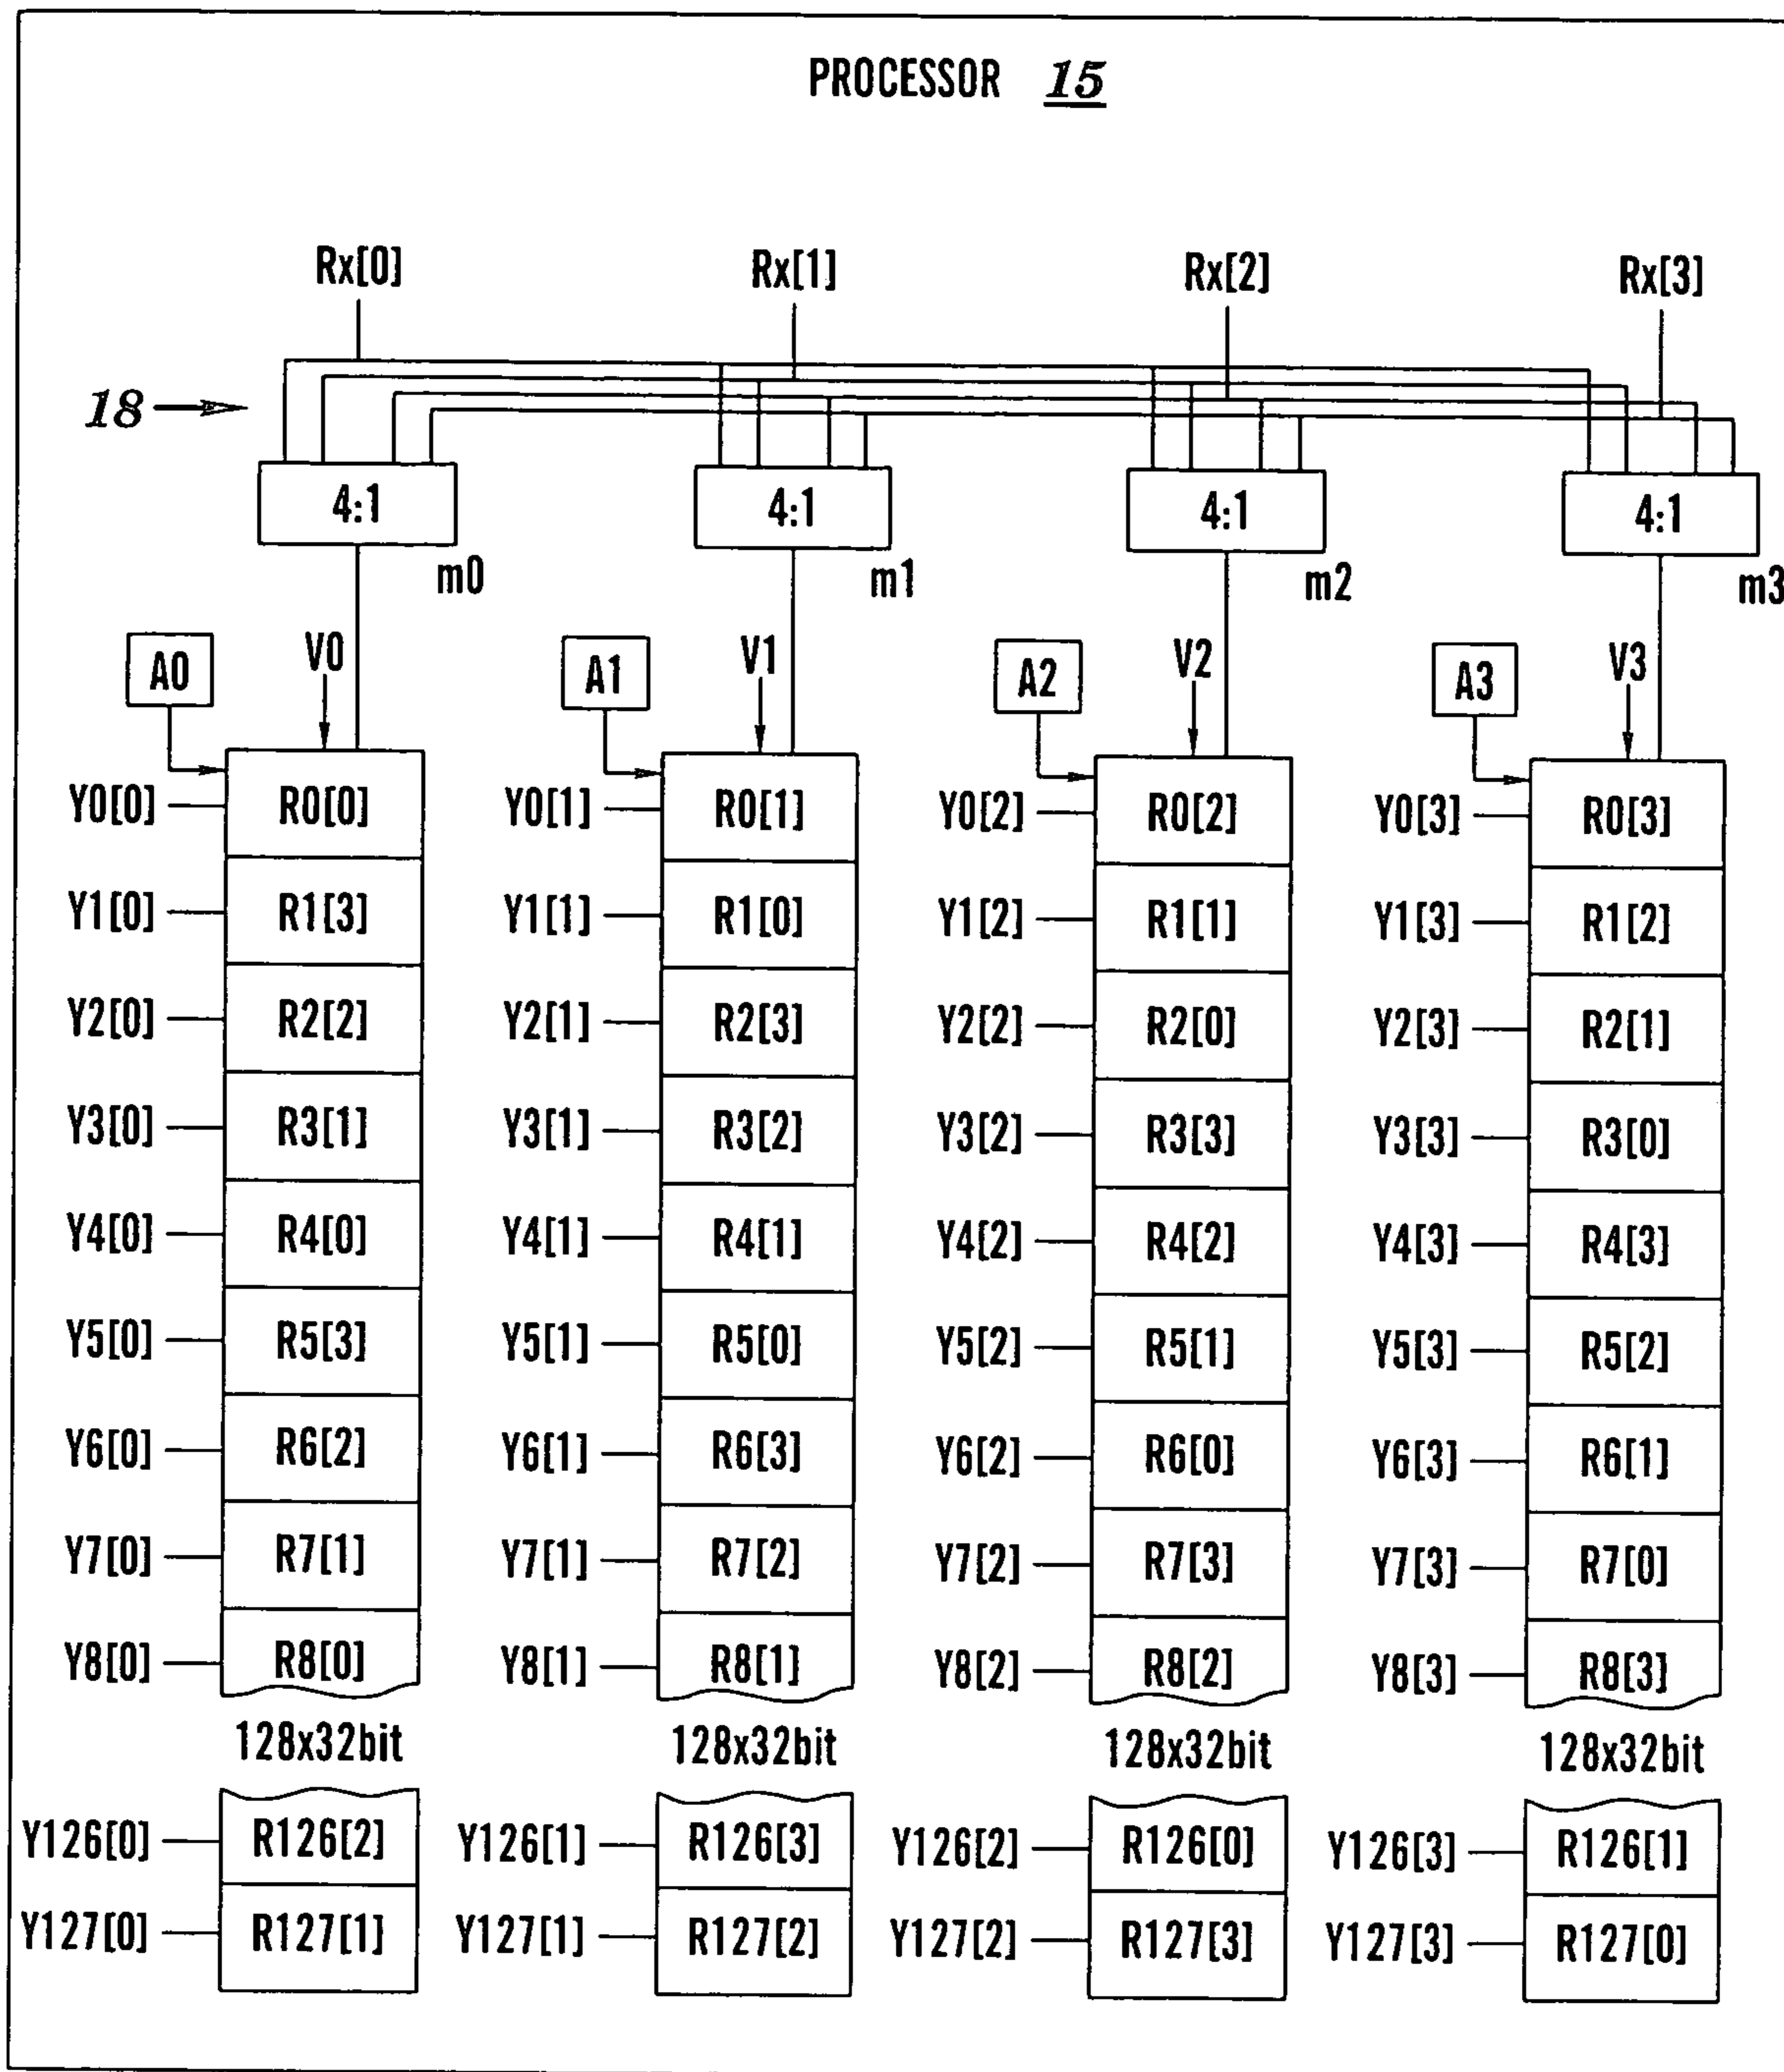 PROCESSOR 15
Rx[0] Rx[1] Rx[2] Rx[3]
18
4:1 4:1 4:1 4:1
m0 m1 m2 m3
A0 V0 A1 V1 A2 V2 A3 V3
Y0[0] R0[0] Y0[1] R0[1] Y0[2] R0[2] Y0[3] R0[3]
Y1[0] R1[3] Y1[1] R1[0] Y1[2] R1[1] Y1[3] R1[2]
Y2[0] R2[2] Y2[1] R2[3] Y2[2] R2[0] Y2[3] R2[1]
Y3[0] R3[1] Y3[1] R3[2] Y3[2] R3[3] Y3[3] R3[0]
Y4[0] R4[0] Y4[1] R4[1] Y4[2] R4[2] Y4[3] R4[3]
Y5[0] R5[3] Y5[1] R5[0] Y5[2] R5[1] Y5[3] R5[2]
Y6[0] R6[2] Y6[1] R6[3] Y6[2] R6[0] Y6[3] R6[1]
Y7[0] R7[1] Y7[1] R7[2] Y7[2] R7[3] Y7[3] R7[0]
Y8[0] R8[0] Y8[1] R8[1] Y8[2] R8[2] Y8[3] R8[3]
128x32bit 128x32bit 128x32bit 128x32bit
Y126[0] R126[2] Y126[1] R126[3] Y126[2] R126[0] Y126[3] R126[1]
Y127[0] R127[1] Y127[1] R127[2] Y127[2] R127[3] Y127[3] R127[0]